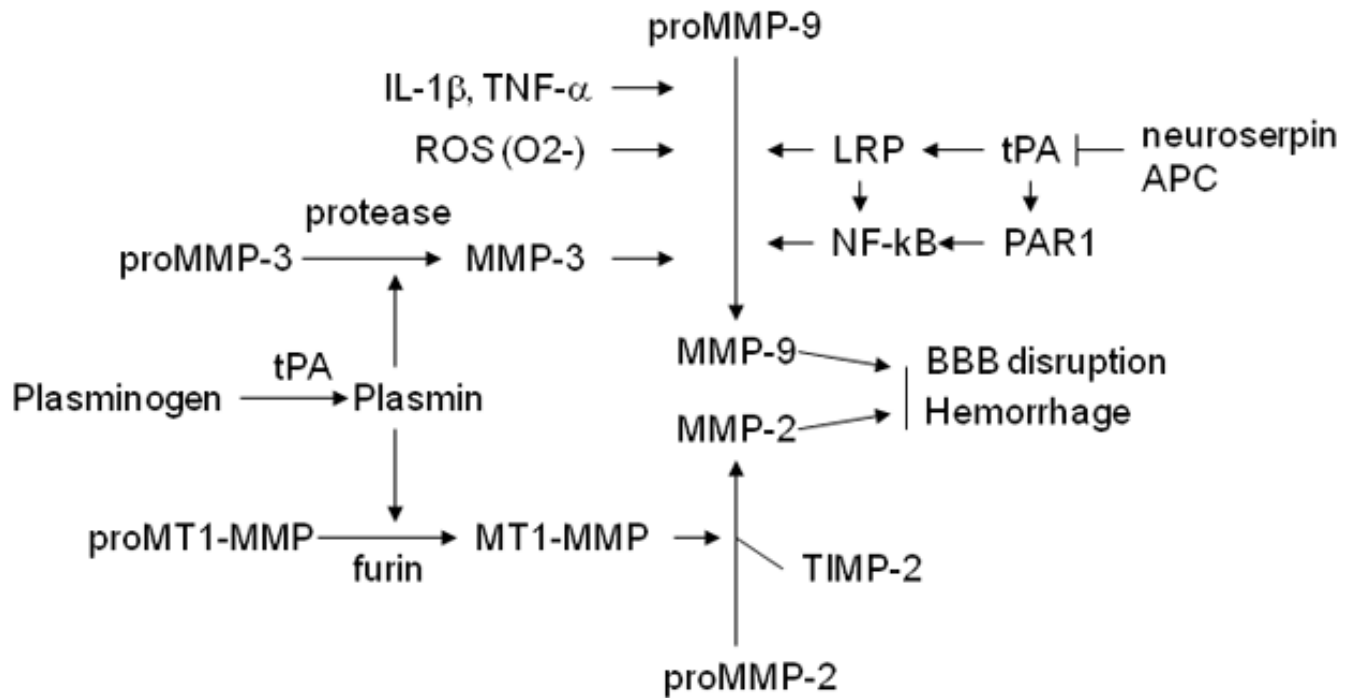 proMMP-9
IL-1β, TNF-α
ROS (O2-)
LRP
tPA
neuroserpin
APC
protease
proMMP-3
MMP-3
NF-kB
PAR1
tPA
Plasminogen
Plasmin
MMP-9
BBB disruption
MMP-2
Hemorrhage
proMT1-MMP
furin
MT1-MMP
TIMP-2
proMMP-2